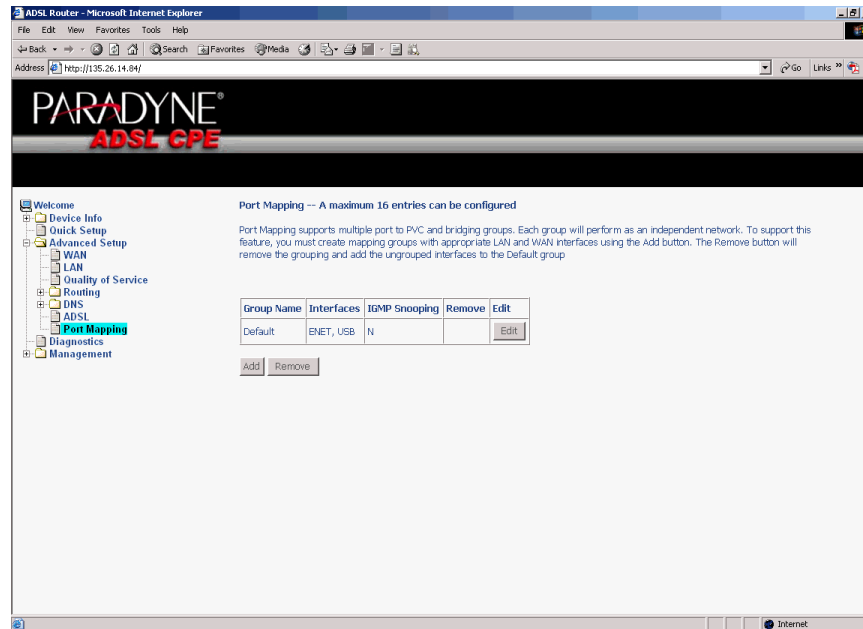 ADSL Router - Microsoft Internet Explorer
File Edit View Favorites Tools Help
Back Search Favorites Media
Address http://135.26.14.84/ Go Links »
PARADYNE®
ADSL CPE
Welcome
Device Info
Quick Setup
Advanced Setup
WAN
LAN
Quality of Service
Routing
DNS
ADSL
Port Mapping
Diagnostics
Management
Port Mapping -- A maximum 16 entries can be configured
Port Mapping supports multiple port to PVC and bridging groups. Each group will perform as an independent network. To support this
feature, you must create mapping groups with appropriate LAN and WAN interfaces using the Add button. The Remove button will
remove the grouping and add the ungrouped interfaces to the Default group
Group Name Interfaces IGMP Snooping Remove Edit
Default ENET, USB N Edit
Add Remove
Internet